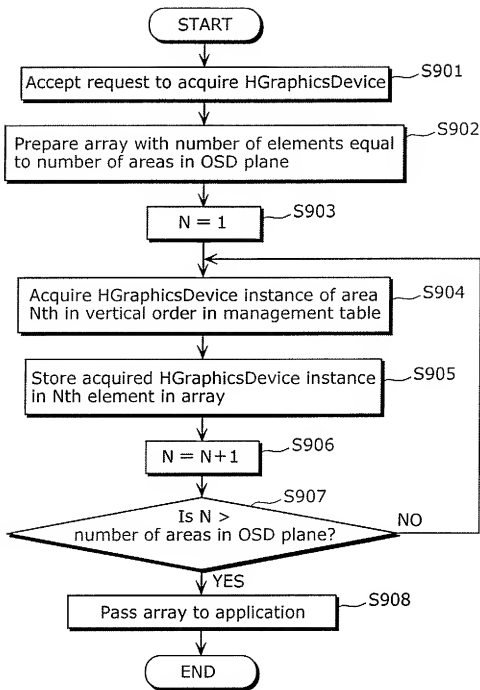 START
Accept request to acquire HGraphicsDevice
S901
Prepare array with number of elements equal
to number of areas in OSD plane
S902
N = 1
S903
Acquire HGraphicsDevice instance of area
Nth in vertical order in management table
S904
Store acquired HGraphicsDevice instance
in Nth element in array
S905
N = N+1
S906
S907
Is N >
number of areas in OSD plane?
NO
YES
Pass array to application
S908
END